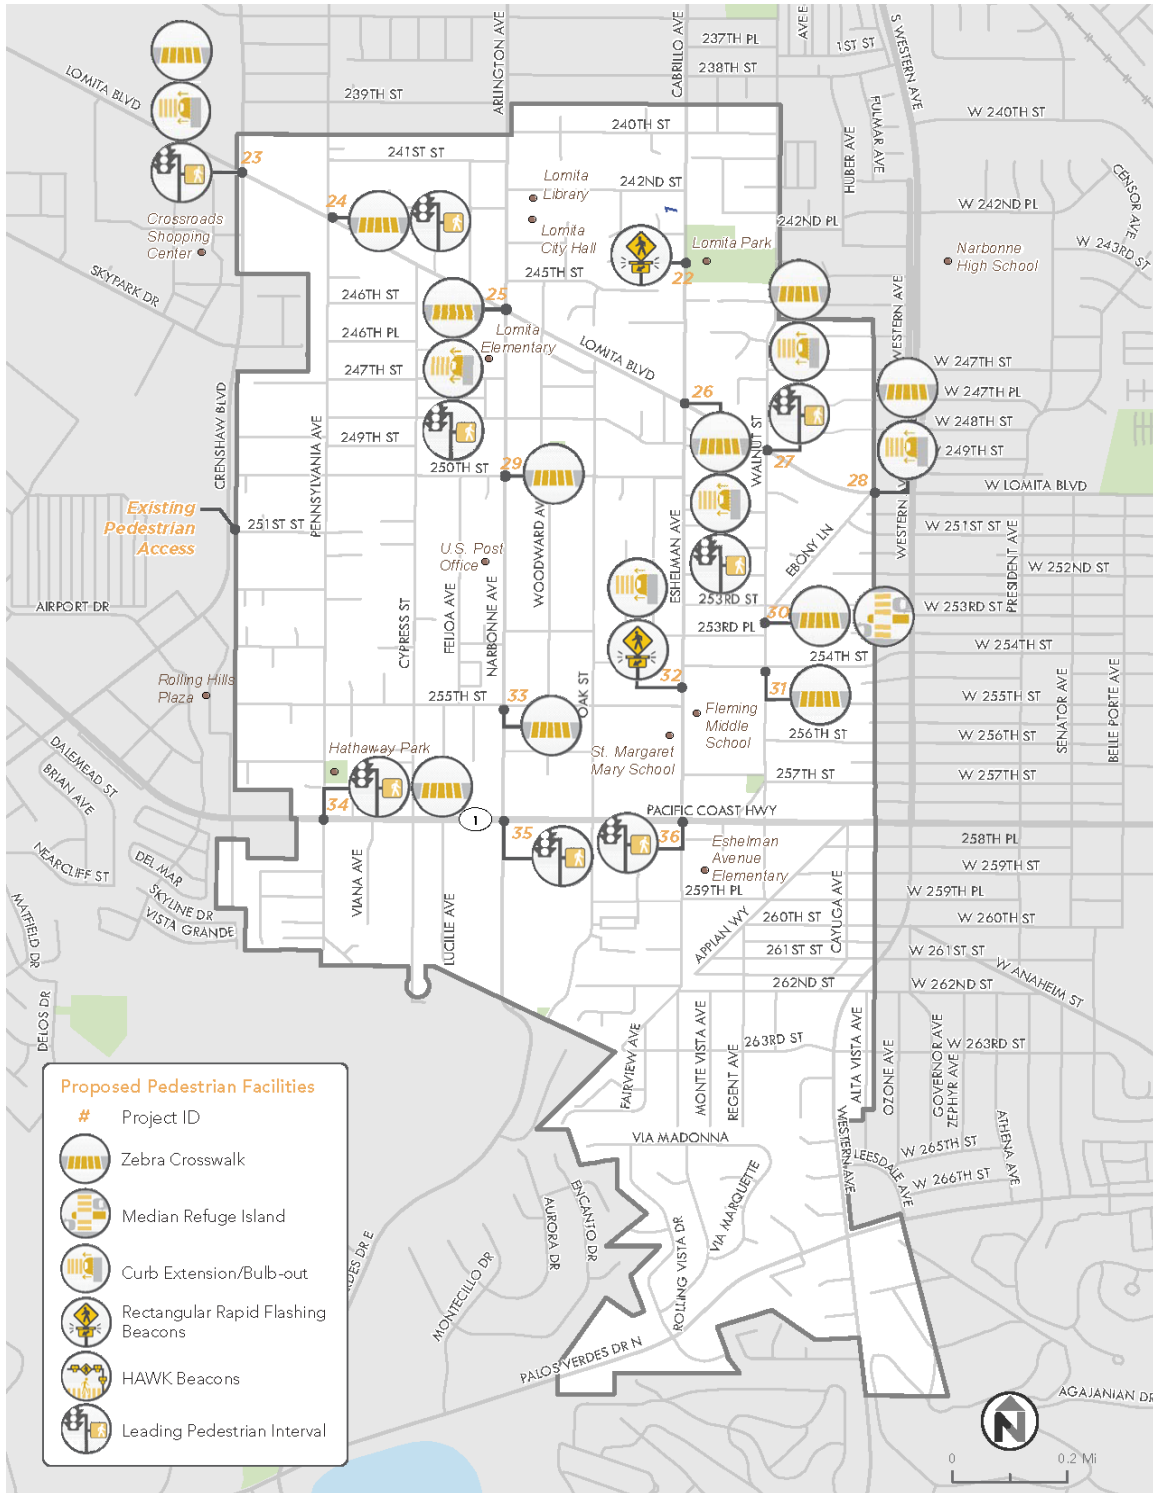 237TH PL
1ST ST
AVE E
S WESTERN AVE
238TH ST
ARLINGTON AVE
CABRILLO AVE
LOMITA BLVD
239TH ST
240TH ST
W 240TH ST
HUBER AVE
FULMAR AVE
23
241ST ST
Lomita
Library
242ND ST
CENSOR AVE
24
1
W 242ND PL
242ND PL
Crossroads
Shopping
Center
Lomita
City Hall
Lomita Park
W 243RD ST
Narbonne
High School
SKYPARK DR
245TH ST
22
246TH ST
25
WESTERN AVE
246TH PL
Lomita
Elementary
LOMITA BLVD
W 247TH ST
247TH ST
CRENSHAW BLVD
26
W 247TH PL
PENNSYLVANIA AVE
W 248TH ST
249TH ST
WALNUT ST
249TH ST
250TH ST
29
27
28
W LOMITA BLVD
Existing
Pedestrian
Access
251ST ST
WOODWARD AV
WESTERN
W 251ST ST
PRESIDENT AVE
U.S. Post
Office
ESHELMAN AVE
EBONY LN
W 252ND ST
AIRPORT DR
CYPRESS ST
FEIJOA AVE
NARBONNE AVE
253RD ST
30
W 253RD ST
253RD PL
254TH ST
W 254TH ST
Rolling Hills
Plaza
255TH ST
33
OAK ST
32
31
W 255TH ST
SENATOR AVE
BELLE PORTE AVE
Fleming
Middle
School
256TH ST
W 256TH ST
DALEMEAD ST
Hathaway Park
St. Margaret
Mary School
257TH ST
W 257TH ST
BRIAN AVE
34
1
PACIFIC COAST HWY
35
36
258TH PL
NEARCLIFF ST
DEL MAR
Eshelman
Avenue
Elementary
W 259TH ST
SKYLINE DR
VIANA AVE
259TH PL
W 259TH PL
MATFIELD DR
VISTA GRANDE
LUCILLE AVE
APPIAN WY
260TH ST
CAYUGA AVE
W 260TH ST
261ST ST
W 261ST ST
W ANAHEIM ST
262ND ST
W 262ND ST
DELOS DR
FAIRVIEW AVE
MONTE VISTA AVE
REGENT AVE
263RD ST
ALTA VISTA AVE
OZONE AVE
GOVERNOR AVE
ZEPHYR AVE
W 263RD ST
ATHENA AVE
Proposed Pedestrian Facilities
# Project ID
Zebra Crosswalk
Median Refuge Island
Curb Extension/Bulb-out
Rectangular Rapid Flashing
Beacons
HAWK Beacons
Leading Pedestrian Interval
VIA MADONNA
WESTERN AVE
LEESDALE AVE
W 265TH ST
W 266TH ST
ENCANTO DR
AURORA DR
VIA MARQUETTE
ROLLING VISTA DR
RDES DR E
MONTECILLO DR
PALOS VERDES DR N
AGAJANIAN DR
N
0
0.2 Mi